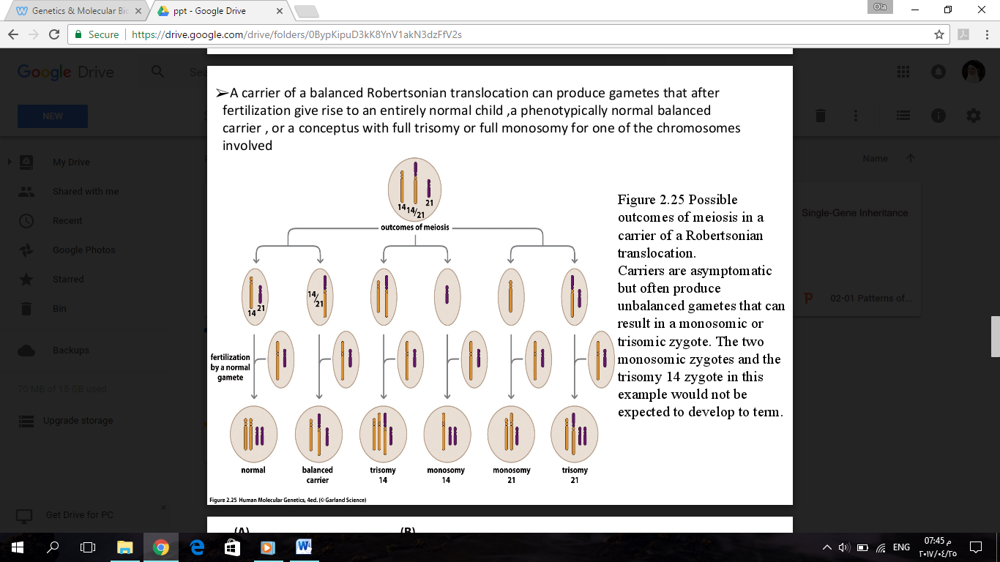 Genetics & Molecular Bi
ppt - Google Drive
Ola
Secure
https://drive.google.com/drive/folders/0BypKipuD3kK8YnV1akN3dzFfV2s
Google Drive
Sea
NEW
My Drive
Shared with me
Recent
Google Photos
Starred
Bin
Backups
70 MB of 15 GB used
Upgrade storage
Get Drive for PC
Name
Single-Gene Inheritance
02-01 Patterns of...
➢A carrier of a balanced Robertsonian translocation can produce gametes that after
fertilization give rise to an entirely normal child ,a phenotypically normal balanced
carrier , or a conceptus with full trisomy or full monosomy for one of the chromosomes
involved
14 14/21 21
outcomes of meiosis
14 21
14/21
fertilization
by a normal
gamete
normal
balanced
carrier
trisomy
14
monosomy
14
monosomy
21
trisomy
21
Figure 2.25 Human Molecular Genetics, 4ed. (© Garland Science)
Figure 2.25 Possible
outcomes of meiosis in a
carrier of a Robertsonian
translocation.
Carriers are asymptomatic
but often produce
unbalanced gametes that can
result in a monosomic or
trisomic zygote. The two
monosomic zygotes and the
trisomy 14 zygote in this
example would not be
expected to develop to term.
(A)
(B)
ENG
07:45 م
٢٠١٧/٠٤/٢٥